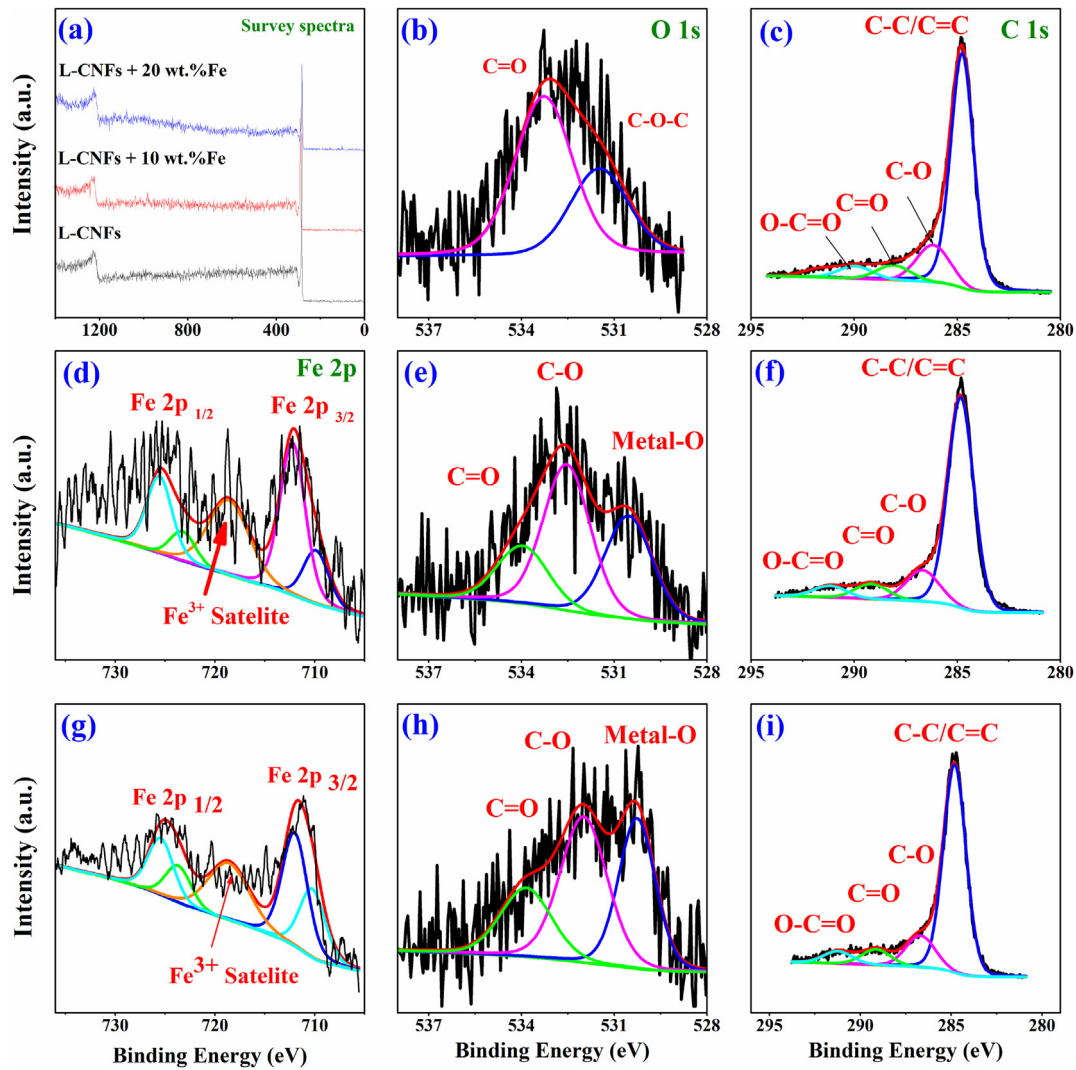 (a) Survey spectra
L-CNFs + 20 wt.%Fe
L-CNFs + 10 wt.%Fe
L-CNFs
Intensity (a.u.)
1200 800 400 0
(b) O 1s
C=O
C-O-C
537 534 531 528
(c) C-C/C=C C 1s
C-O
C=O
O-C=O
295 290 285 280
(d) Fe 2p
Fe 2p 1/2
Fe 2p 3/2
Fe3+ Satelite
Intensity (a.u.)
730 720 710
(e) C-O
Metal-O
C=O
537 534 531 528
(f) C-C/C=C
C-O
C=O
O-C=O
295 290 285 280
(g)
Fe 2p 1/2
Fe 2p 3/2
Fe3+ Satelite
Intensity (a.u.)
730 720 710
Binding Energy (eV)
(h) C-O Metal-O
C=O
537 534 531 528
Binding Energy (eV)
(i) C-C/C=C
C-O
C=O
O-C=O
295 290 285 280
Binding Energy (eV)